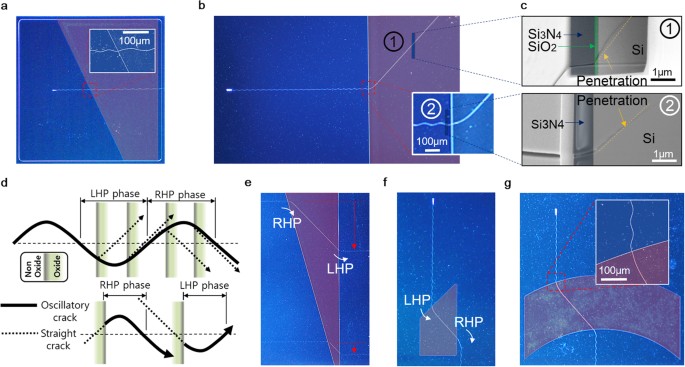 a
100μm
b
①
②
100μm
c
Si₃N₄
SiO₂
①
Si
Penetration
1μm
Penetration
②
Si3N4
Si
1μm
d
LHP phase RHP phase
Non
Oxide
Oxide
RHP phase LHP phase
Oscillatory
crack
Straight
crack
e
RHP
LHP
f
LHP
RHP
g
100μm